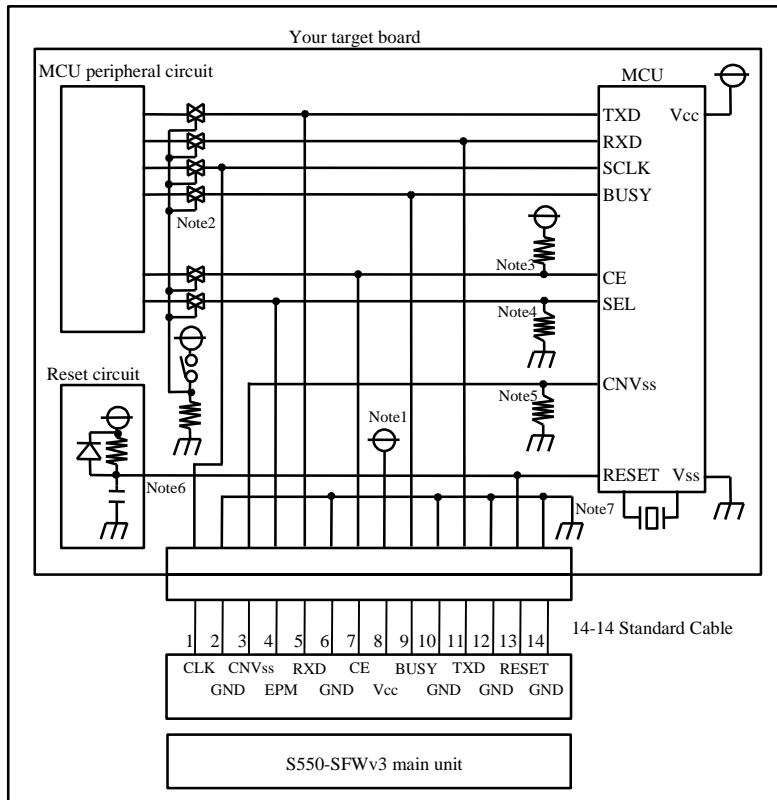 Your target board
MCU peripheral circuit
MCU
TXD
Vcc
RXD
SCLK
BUSY
Note2
Note3
CE
Note4
SEL
Reset circuit
Note5
CNVss
Note1
Note6
RESET
Vss
Note7
14-14 Standard Cable
1 2 3 4 5 6 7 8 9 10 11 12 13 14
CLK CNVss RXD CE BUSY TXD RESET
GND EPM GND Vcc GND GND GND
S550-SFWv3 main unit